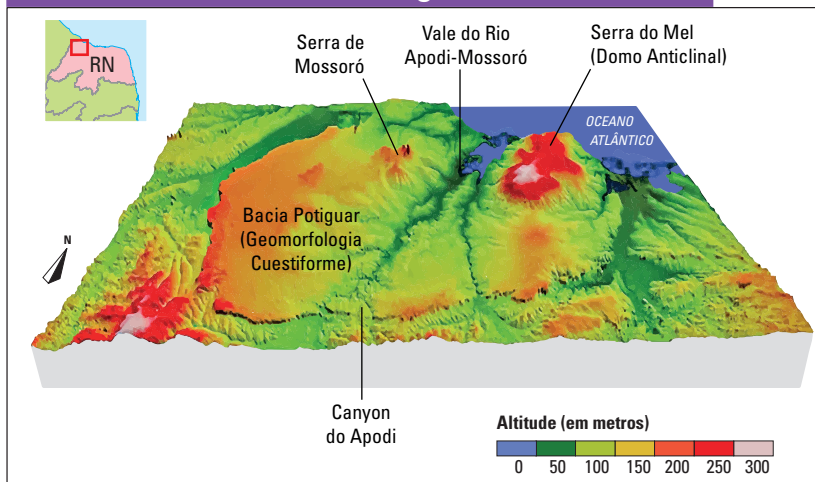 RN
Serra de
Mossoró
Vale do Rio
Apodi-Mossoró
Serra do Mel
(Domo Anticlinal)
OCEANO
ATLÂNTICO
Bacia Potiguar
(Geomorfologia
Cuestiforme)
N
Canyon
do Apodi
Altitude (em metros)
0 50 100 150 200 250 300